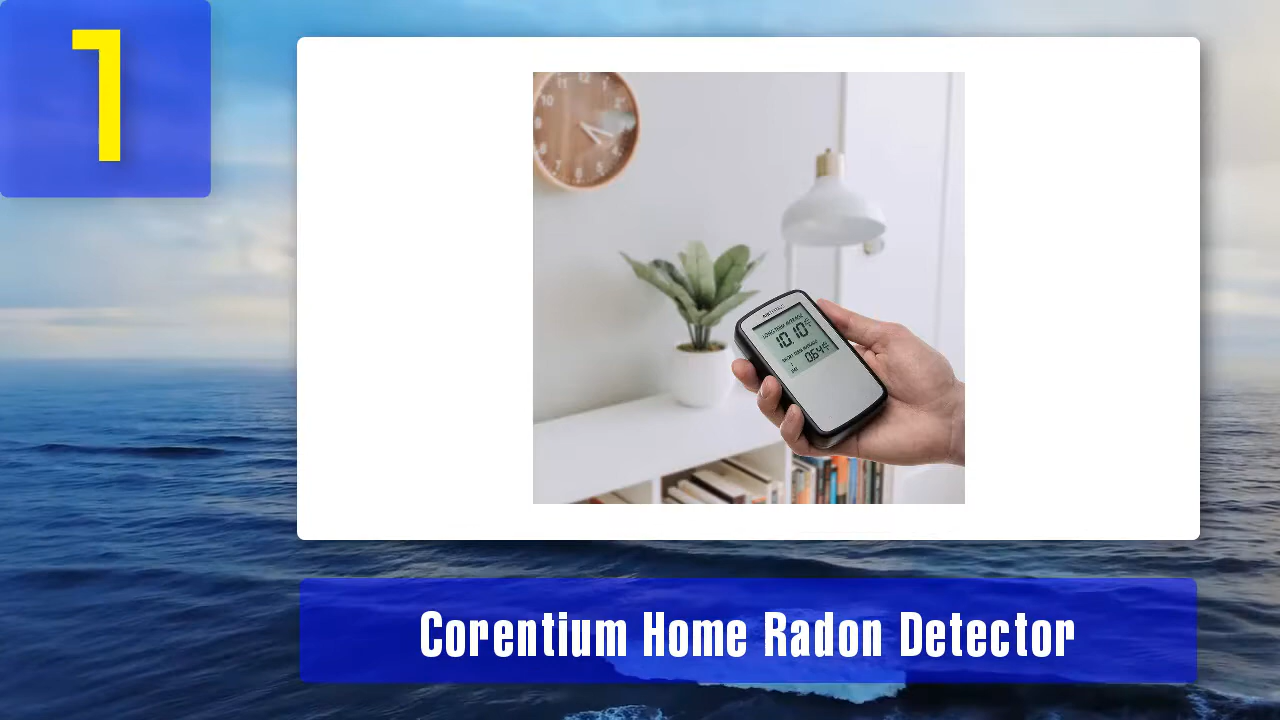 1
LONG TERM AVERAGE
10.10
SHORT TERM AVERAGE
0.64
Corentium Home Radon Detector